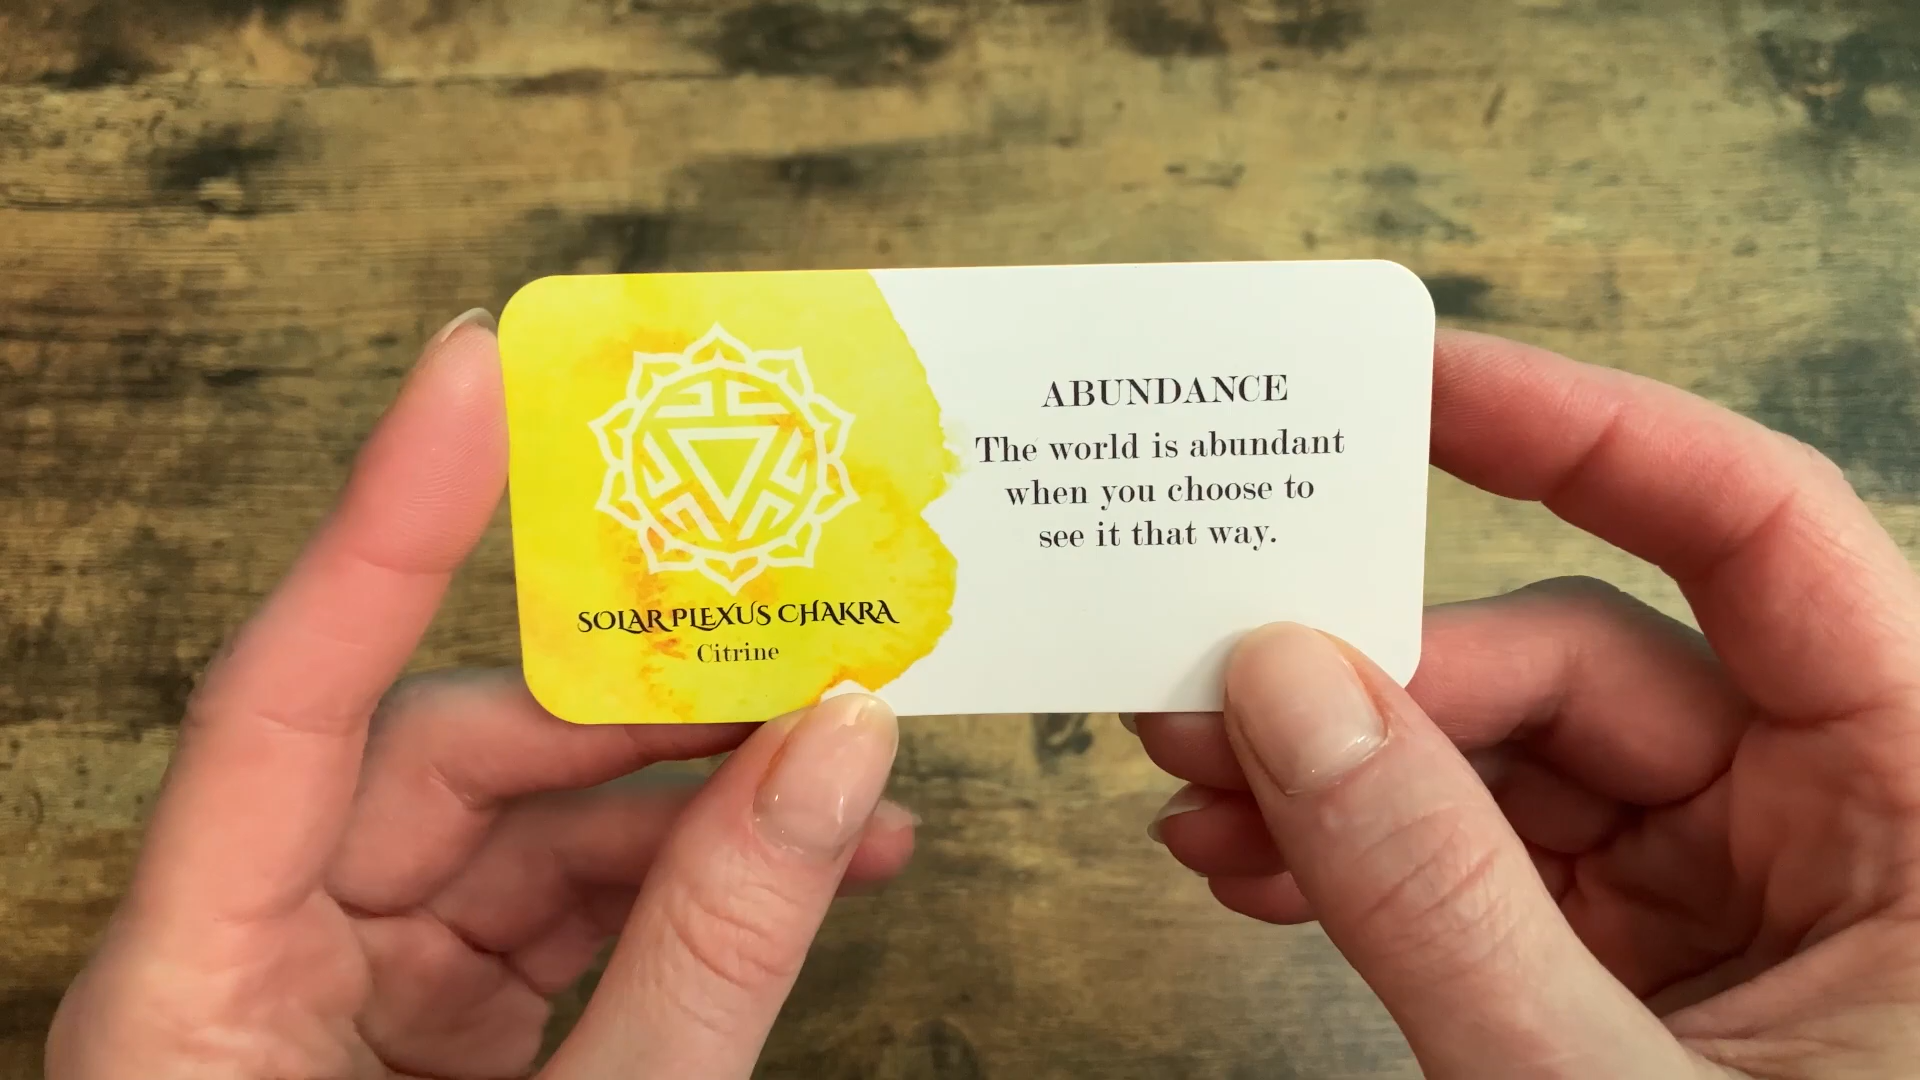 SOLAR PLEXUS CHAKRA
Citrine
ABUNDANCE
The world is abundant
when you choose to
see it that way.